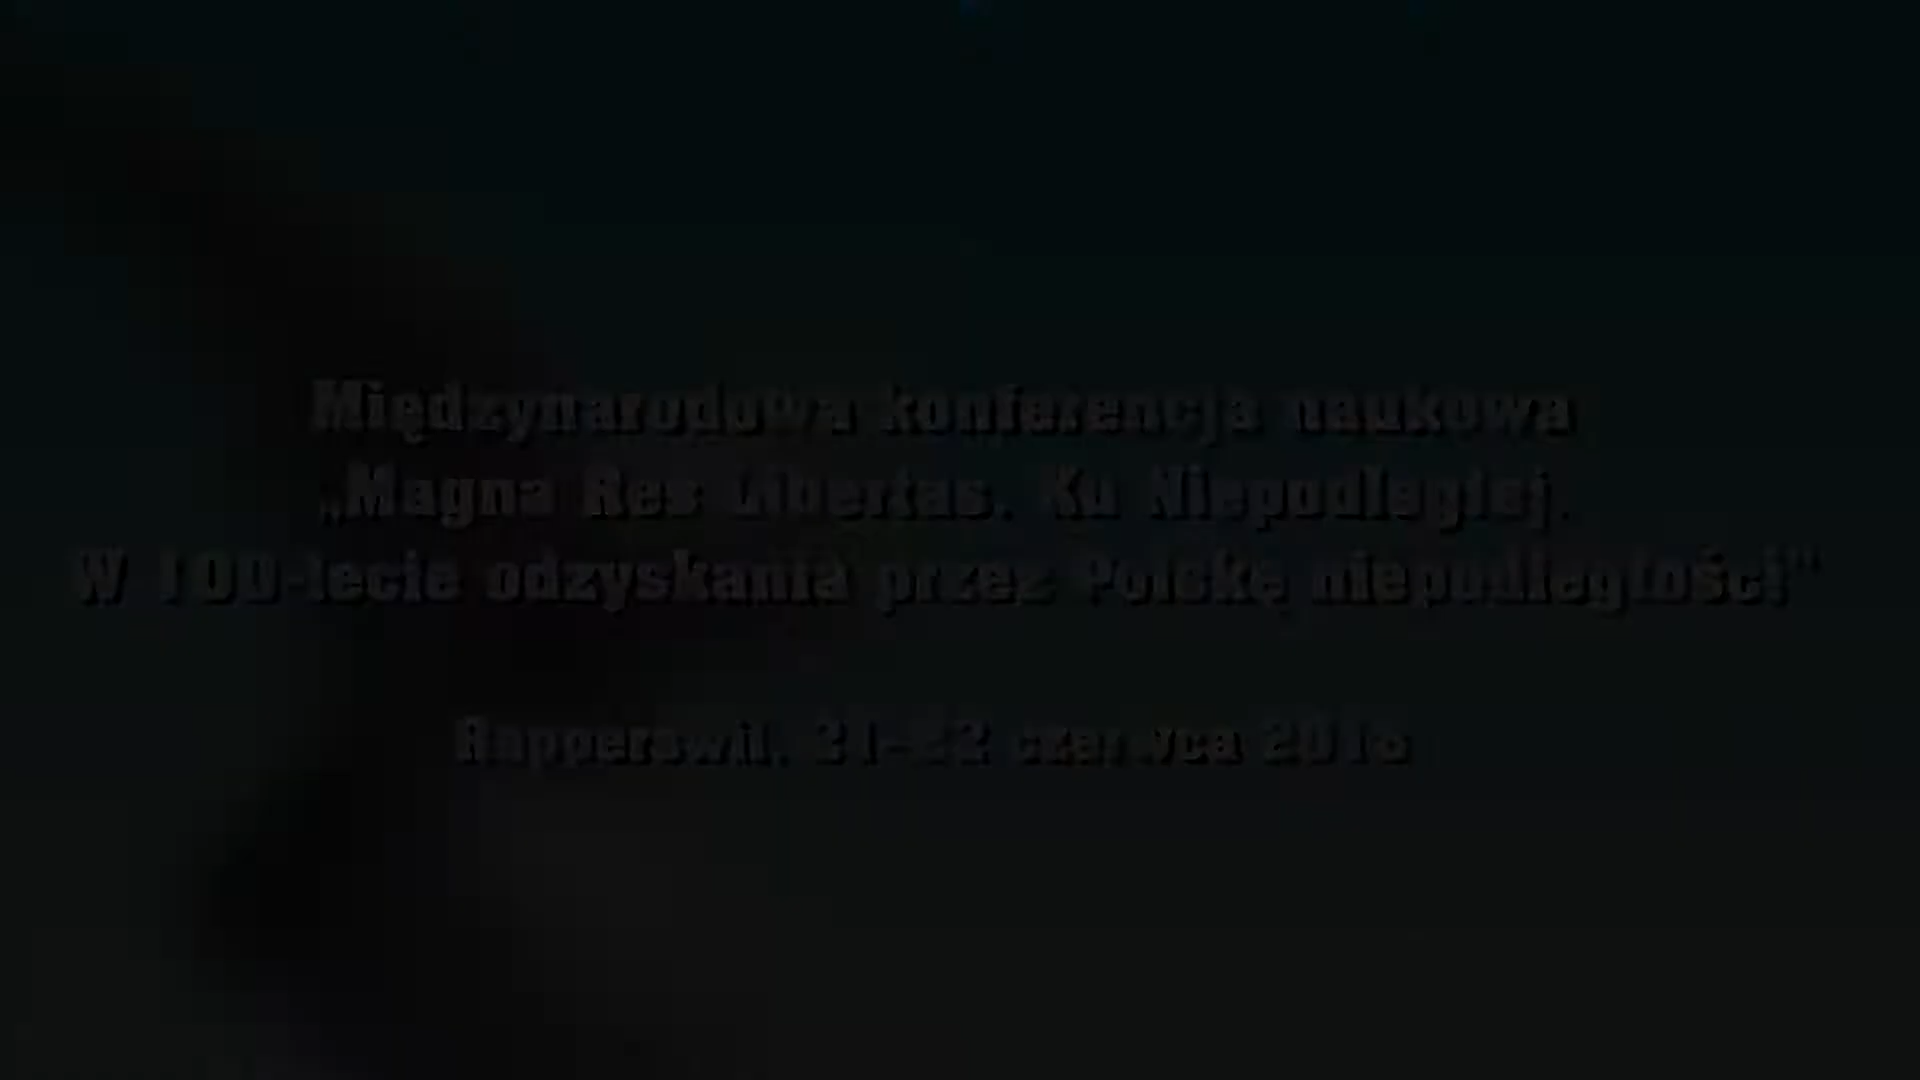 Międzynarodowa konferencja naukowa
„Magna Res Libertas. Ku Niepodległej.
W 100-lecie odzyskania przez Polskę niepodległości"
Rapperswil, 21-22 czerwca 2018